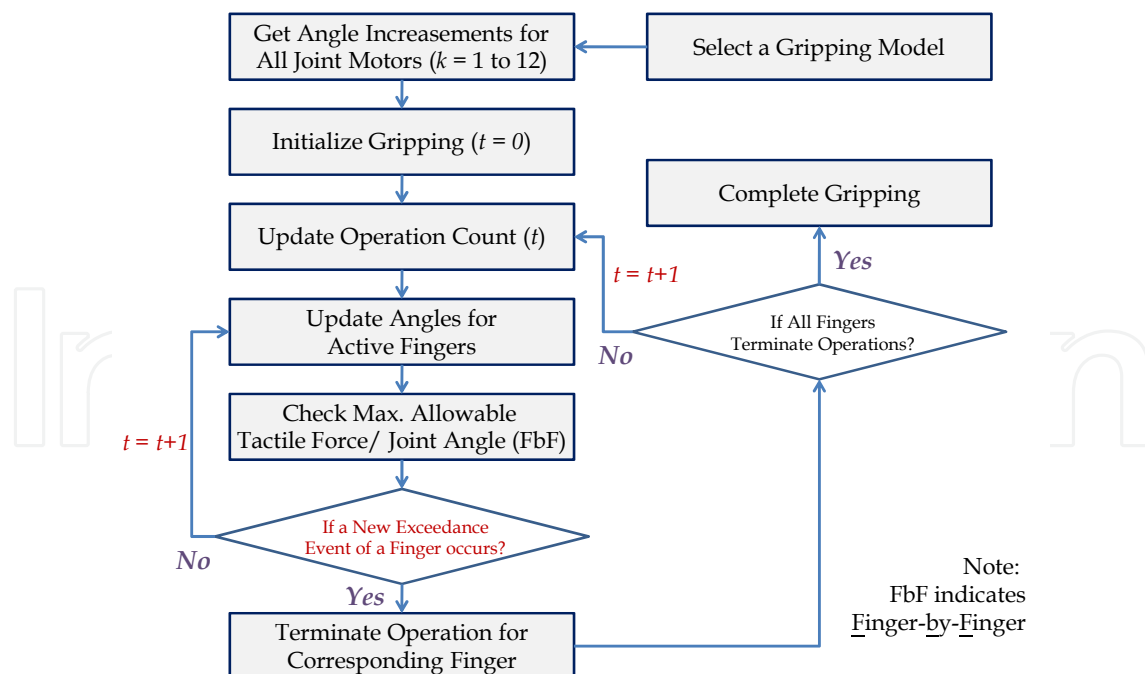 Get Angle Increasements for
All Joint Motors (k = 1 to 12)
Select a Gripping Model
Initialize Gripping (t = 0)
Complete Gripping
Update Operation Count (t)
Yes
t = t+1
If All Fingers
Terminate Operations?
No
Update Angles for
Active Fingers
Check Max. Allowable
Tactile Force/ Joint Angle (FbF)
t = t+1
If a New Exceedance
Event of a Finger occurs?
No
Yes
Note:
FbF indicates
Finger-by-Finger
Terminate Operation for
Corresponding Finger